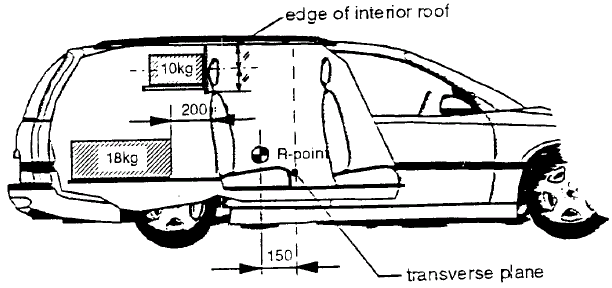 edge of interior roof
10kg
200
18kg
R-point
150
transverse plane